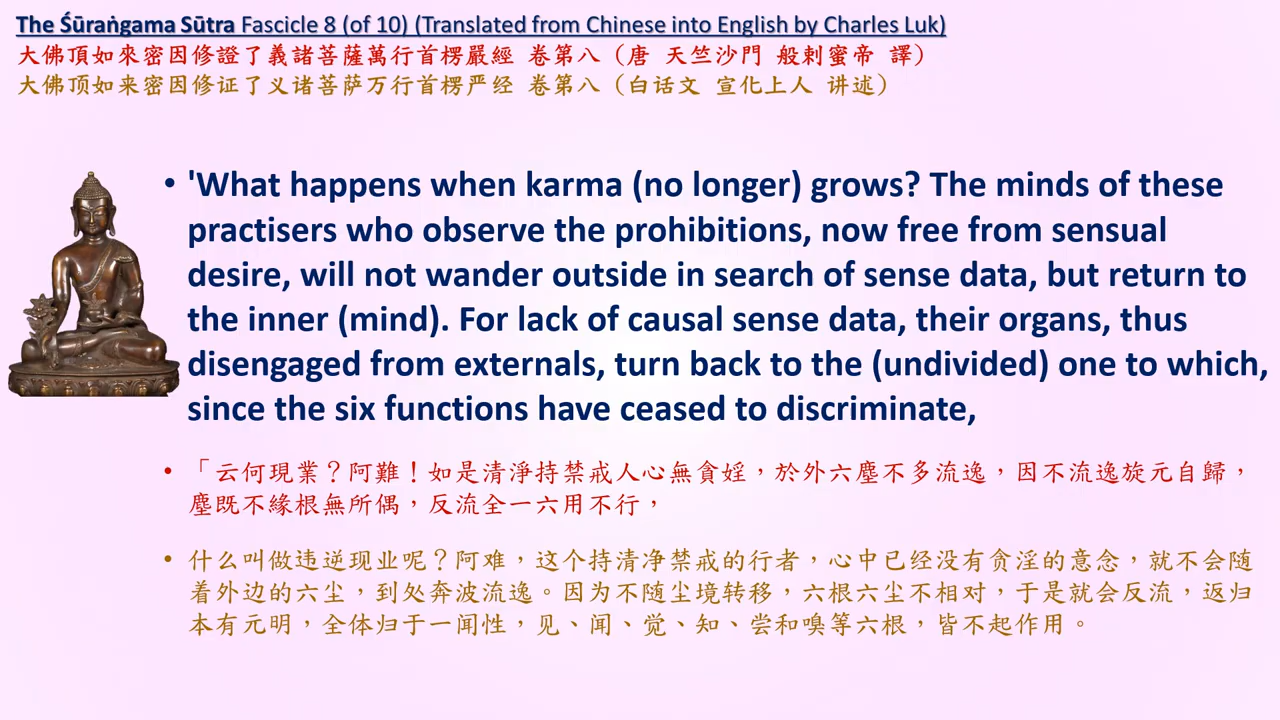 The Śūraṅgama Sūtra Fascicle 8 (of 10) (Translated from Chinese into English by Charles Luk)
大佛頂如來密因修證了義諸菩薩萬行首楞嚴經 卷第八（唐 天竺沙門 般剌蜜帝 譯）
大佛顶如来密因修证了义诸菩萨万行首楞严经 卷第八（白话文 宣化上人 讲述）
• 'What happens when karma (no longer) grows? The minds of these
practisers who observe the prohibitions, now free from sensual
desire, will not wander outside in search of sense data, but return to
the inner (mind). For lack of causal sense data, their organs, thus
disengaged from externals, turn back to the (undivided) one to which,
since the six functions have ceased to discriminate,
• 「云何現業？阿難！如是清淨持禁戒人心無貪婬，於外六塵不多流逸，因不流逸旋元自歸，
塵既不緣根無所偶，反流全一六用不行，
• 什么叫做违逆现业呢？阿难，这个持清净禁戒的行者，心中已经没有贪淫的意念，就不会随
着外边的六尘，到处奔波流逸。因为不随尘境转移，六根六尘不相对，于是就会反流，返归
本有元明，全体归于一闻性，见、闻、觉、知、尝和嗅等六根，皆不起作用。